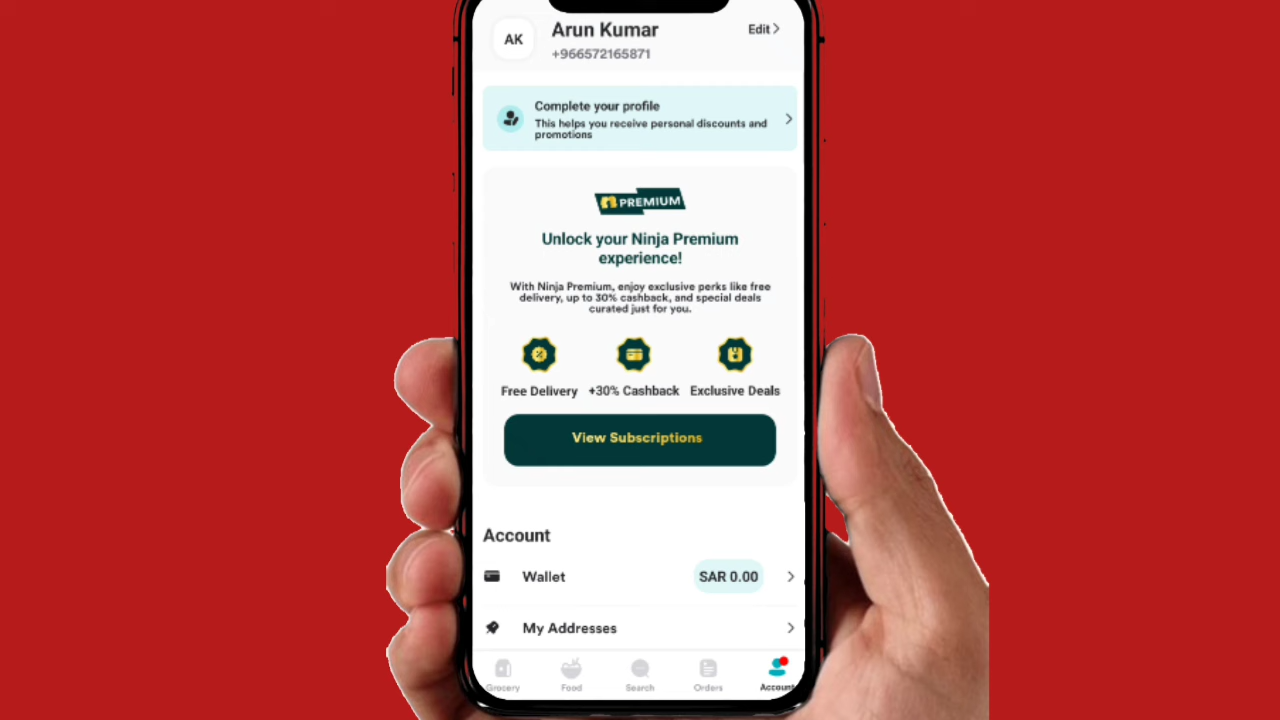 AK
Arun Kumar
Edit
+966572165871
Complete your profile
This helps you receive personal discounts and
promotions
PREMIUM
Unlock your Ninja Premium
experience!
With Ninja Premium, enjoy exclusive perks like free
delivery, up to 30% cashback, and special deals
curated just for you.
Free Delivery +30% Cashback Exclusive Deals
View Subscriptions
Account
Wallet SAR 0.00
My Addresses
Grocery Food Search Orders Account